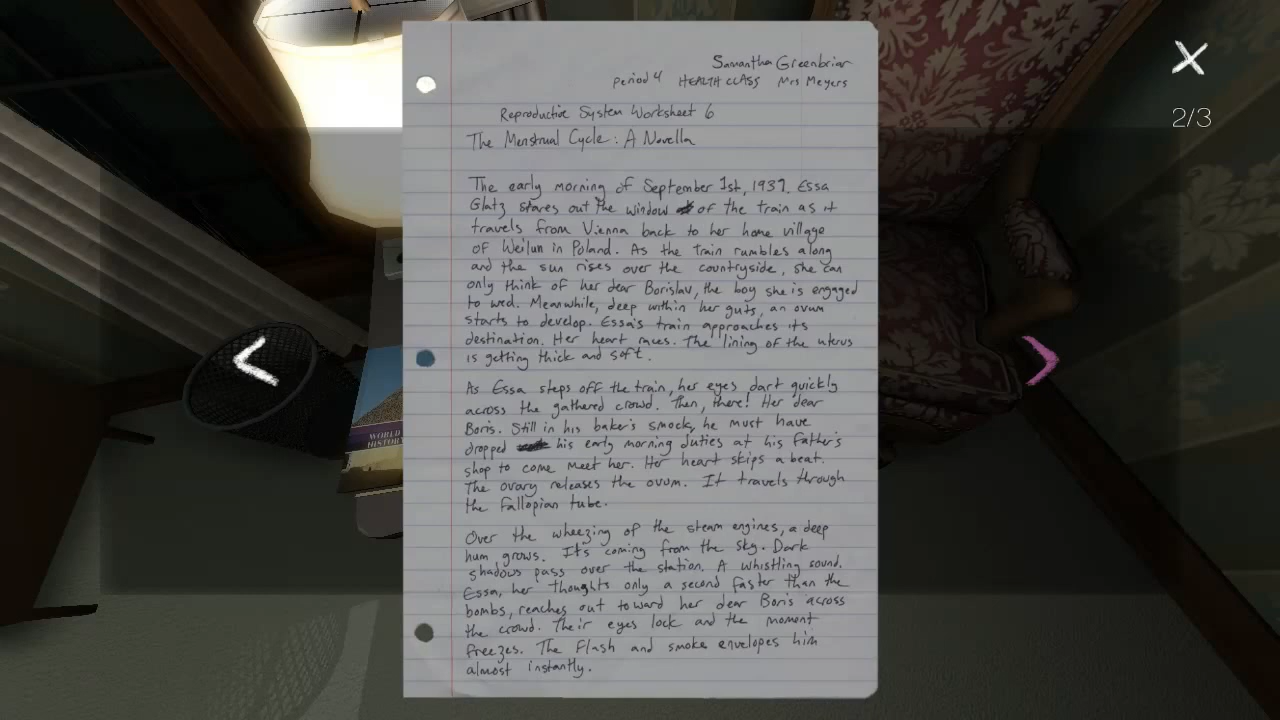 Samantha Greenbriar
period 4 HEALTH CLASS Mrs Meyers
Reproductive System Worksheet 6
The Menstrual Cycle: A Novella
The early morning of September 1st, 1939. Essa
Glatz stares out the window of the train as it
travels from Vienna back to her home village
of Weilun in Poland. As the train rumbles along
and the sun rises over the countryside, she can
only think of her dear Borislav, the boy she is engaged
to wed. Meanwhile, deep within her guts, an ovum
starts to develop. Essa's train approaches its
destination. Her heart races. The lining of the uterus
is getting thick and soft.
As Essa steps off the train, her eyes dart quickly
across the gathered crowd. Then, there! Her dear
Boris. Still in his baker's smock, he must have
dropped his early morning duties at his father's
shop to come meet her. Her heart skips a beat.
The ovary releases the ovum. It travels through
the fallopian tube.
Over the wheezing of the steam engines, a deep
hum grows. It's coming from the sky. Dark
shadows pass over the station. A whistling sound.
Essa, her thoughts only a second faster than the
bombs, reaches out toward her dear Boris across
the crowd. Their eyes lock and the moment
freezes. The flash and smoke envelopes him
almost instantly.
2/3
WORLD
HISTORY